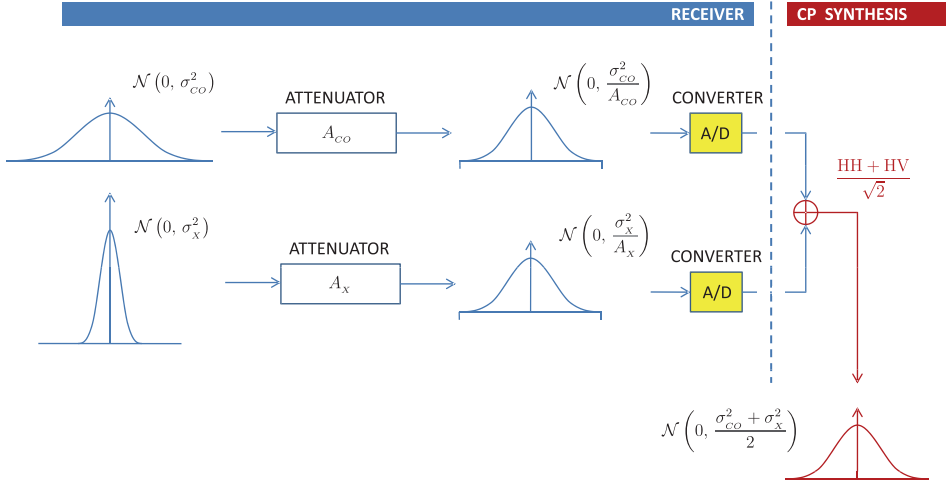 RECEIVER
CP SYNTHESIS
𝒩(0, σ²_CO)
ATTENUATOR
A_CO
𝒩(0, σ²_CO / A_CO)
CONVERTER
A/D
(HH + HV) / √2
𝒩(0, σ²_X)
ATTENUATOR
A_X
𝒩(0, σ²_X / A_X)
CONVERTER
A/D
𝒩(0, (σ²_CO + σ²_X) / 2)